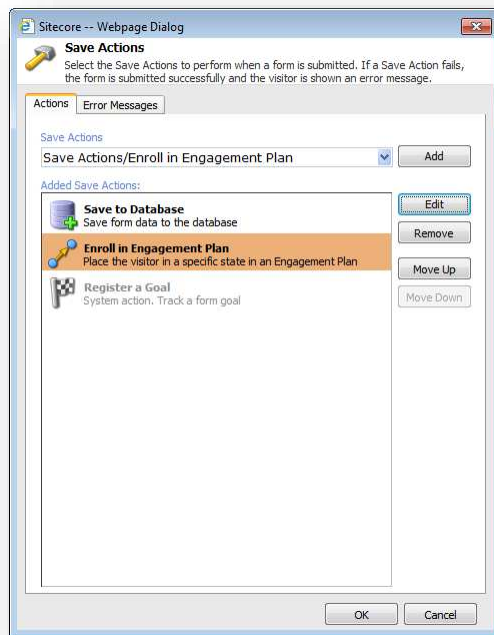 Sitecore -- Webpage Dialog
Save Actions
Select the Save Actions to perform when a form is submitted. If a Save Action fails,
the form is submitted successfully and the visitor is shown an error message.
Actions
Error Messages
Save Actions
Save Actions/Enroll in Engagement Plan
Add
Added Save Actions:
Save to Database
Save form data to the database
Edit
Remove
Enroll in Engagement Plan
Place the visitor in a specific state in an Engagement Plan
Move Up
Register a Goal
System action. Track a form goal
Move Down
OK
Cancel